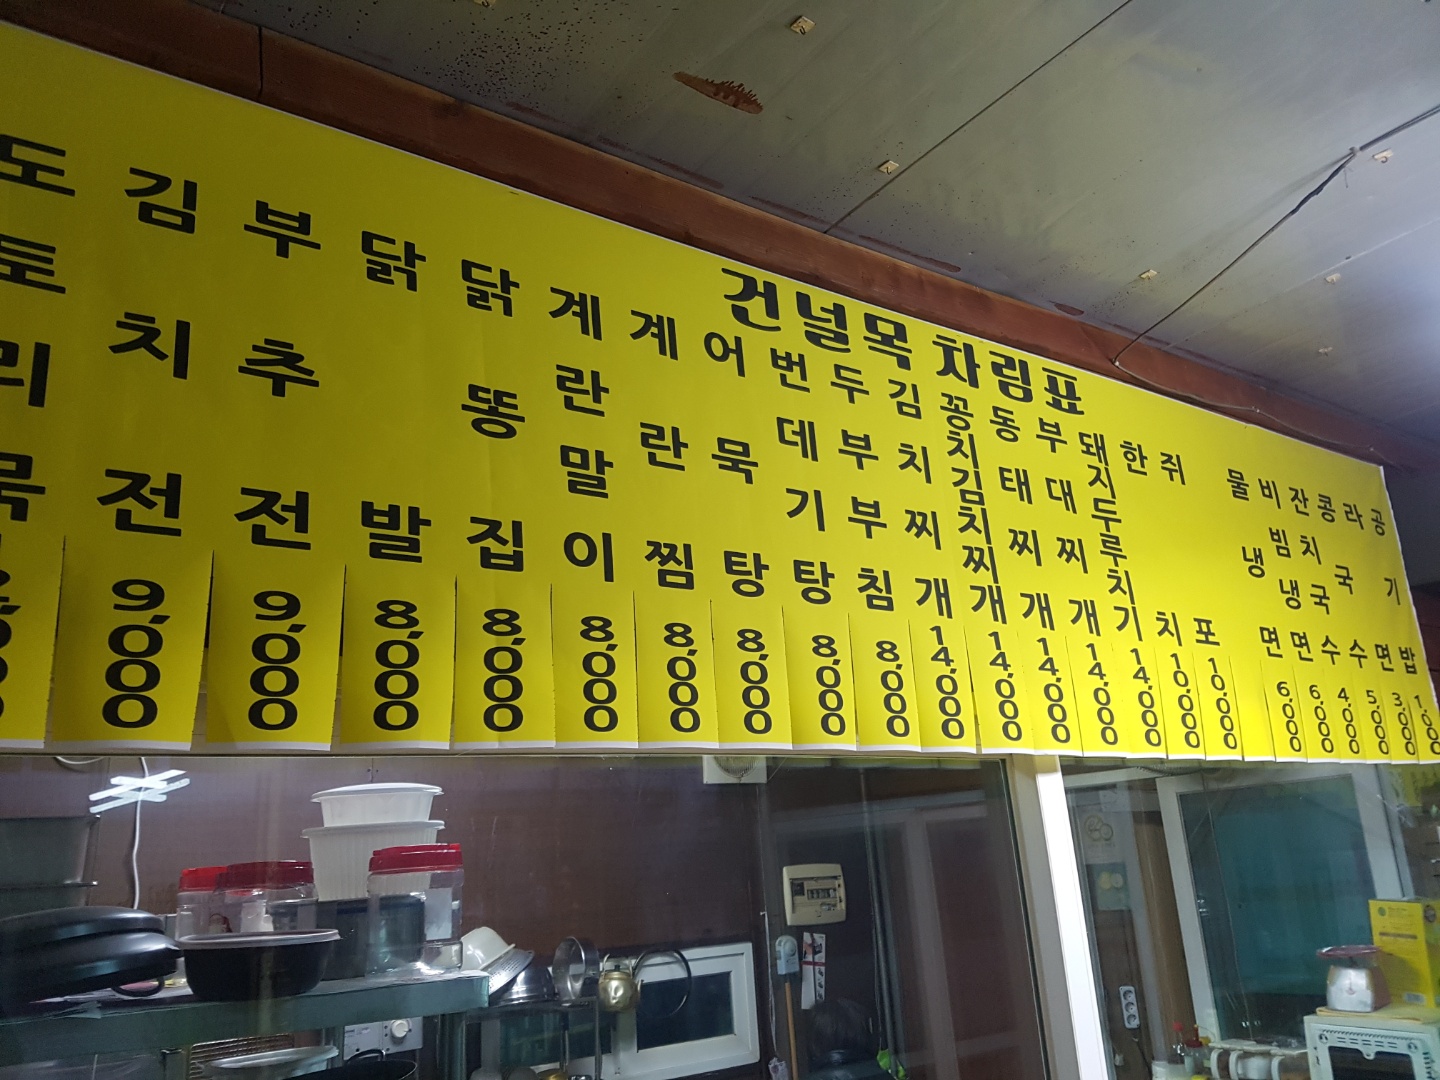 건널목 차림표
도토리묵
김치전 9,000
부추전 9,000
닭발 8,000
닭똥집 8,000
계란말이 8,000
계란찜 8,000
어묵탕 8,000
번데기탕 8,000
두부부침 8,000
김치찌개 14,000
꽁치김치찌개 14,000
동태찌개 14,000
부대찌개 14,000
돼지두루치기 14,000
한치 10,000
쥐포 10,000
물냉면 6,000
비빔냉면 6,000
잔치국수 4,000
콩국수 5,000
라면 3,000
공기밥 1,000